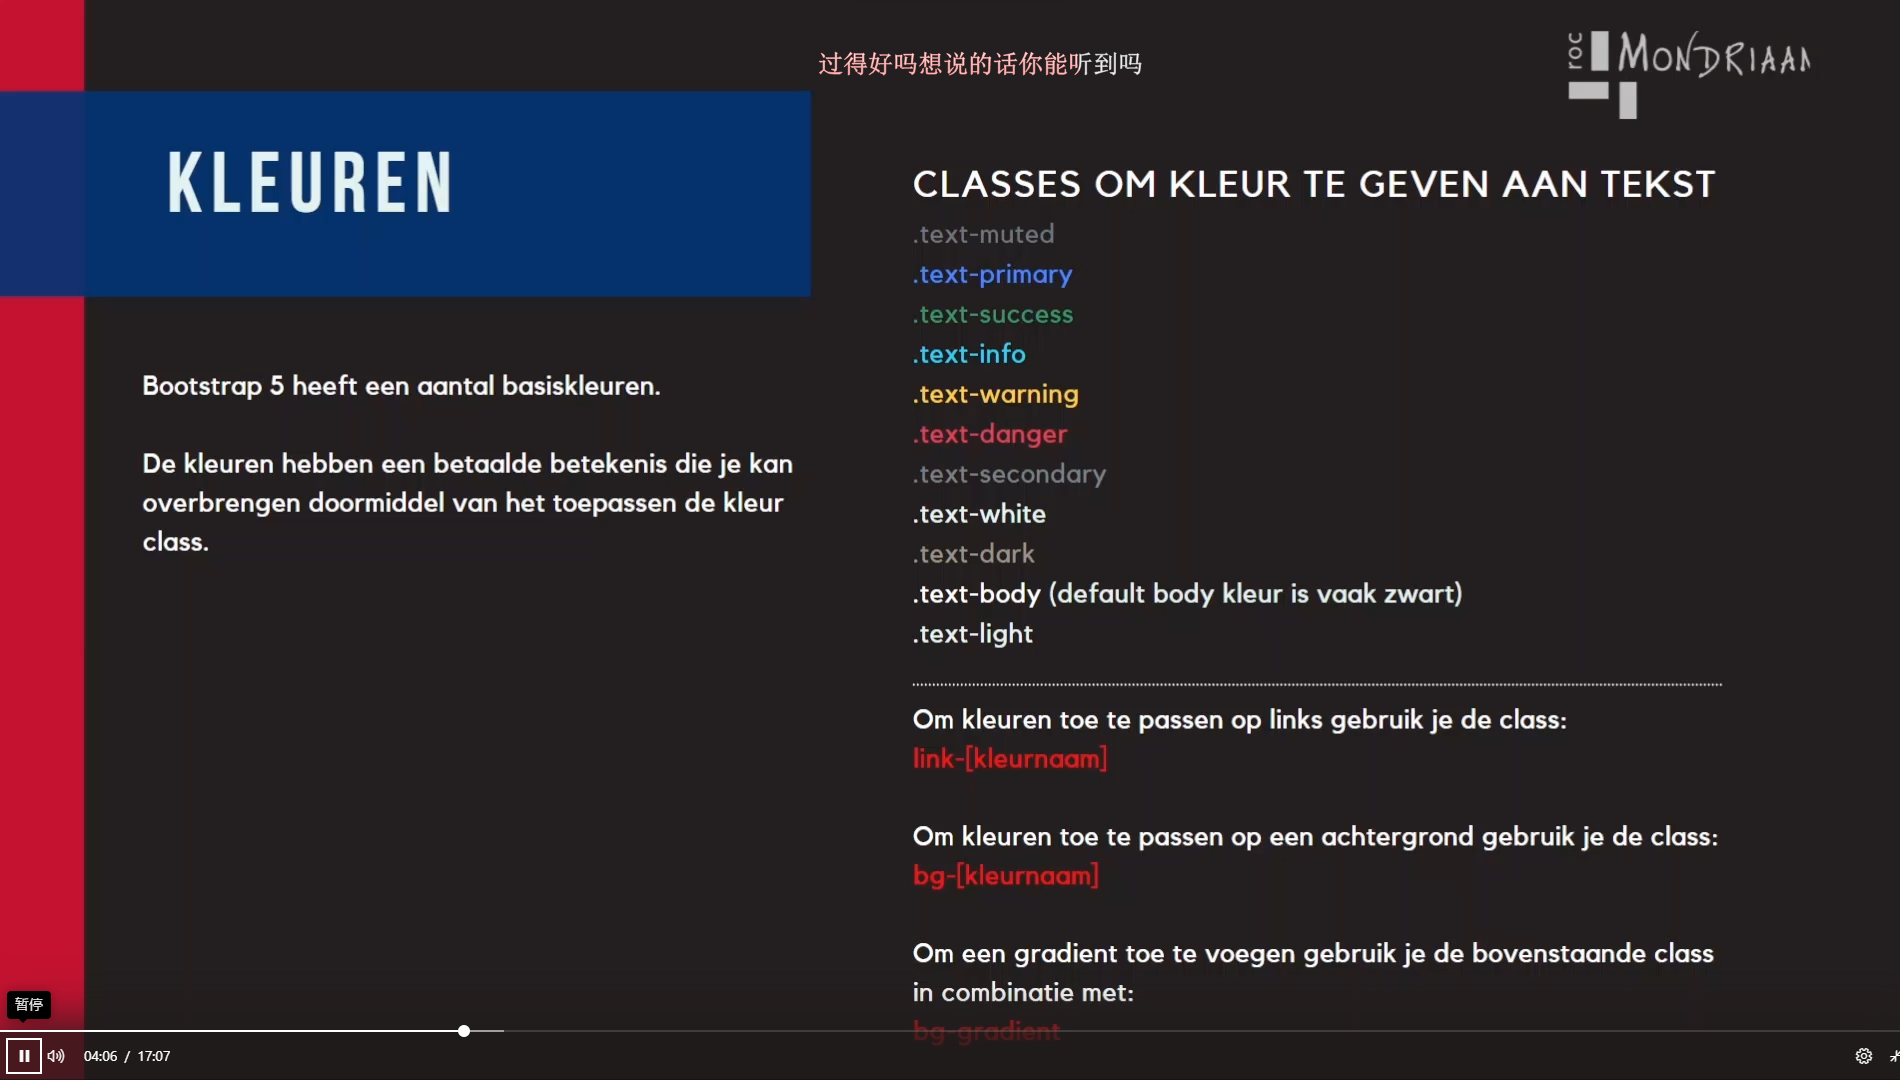 过得好吗想说的话你能听到吗
roc MONDRIAAN
KLEUREN
Bootstrap 5 heeft een aantal basiskleuren.
De kleuren hebben een betaalde betekenis die je kan
overbrengen doormiddel van het toepassen de kleur
class.
CLASSES OM KLEUR TE GEVEN AAN TEKST
.text-muted
.text-primary
.text-success
.text-info
.text-warning
.text-danger
.text-secondary
.text-white
.text-dark
.text-body (default body kleur is vaak zwart)
.text-light
Om kleuren toe te passen op links gebruik je de class:
link-[kleurnaam]
Om kleuren toe te passen op een achtergrond gebruik je de class:
bg-[kleurnaam]
Om een gradient toe te voegen gebruik je de bovenstaande class
in combinatie met:
bg-gradient
暂停
04:06 / 17:07